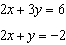 2x + 3y = 6
2x + y = −2